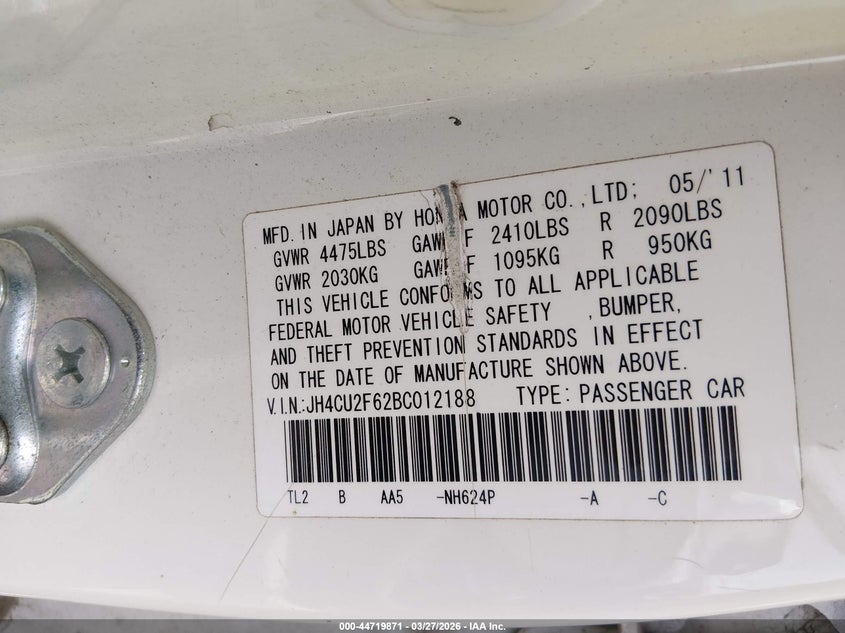 MFD. IN JAPAN BY HONDA MOTOR CO.,LTD; 05/'11
GVWR 4475LBS GAWR F 2410LBS R 2090LBS
GVWR 2030KG GAWR F 1095KG R 950KG
THIS VEHICLE CONFORMS TO ALL APPLICABLE
FEDERAL MOTOR VEHICLE SAFETY , BUMPER,
AND THEFT PREVENTION STANDARDS IN EFFECT
ON THE DATE OF MANUFACTURE SHOWN ABOVE.
V.I.N.:JH4CU2F62BC012188 TYPE: PASSENGER CAR
TL2 B AA5 -NH624P -A -C
000-44719871 - 03/27/2026 - IAA Inc.